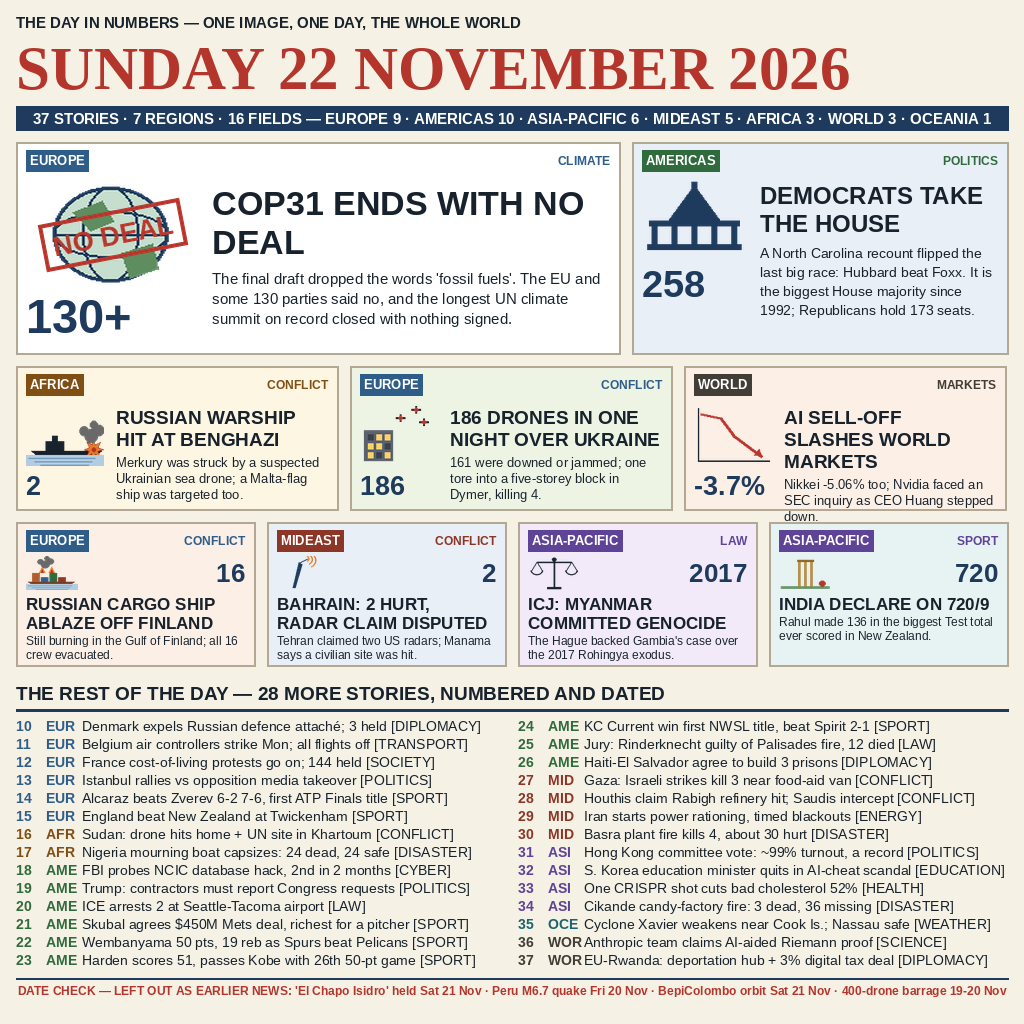 THE DAY IN NUMBERS — ONE IMAGE, ONE DAY, THE WHOLE WORLD
SUNDAY 22 NOVEMBER 2026
37 STORIES · 7 REGIONS · 16 FIELDS — EUROPE 9 · AMERICAS 10 · ASIA-PACIFIC 6 · MIDEAST 5 · AFRICA 3 · WORLD 3 · OCEANIA 1
EUROPE
CLIMATE
NO DEAL
130+
COP31 ENDS WITH NO
DEAL
The final draft dropped the words 'fossil fuels'. The EU and
some 130 parties said no, and the longest UN climate
summit on record closed with nothing signed.
AMERICAS
POLITICS
258
DEMOCRATS TAKE
THE HOUSE
A North Carolina recount flipped the
last big race: Hubbard beat Foxx. It is
the biggest House majority since
1992; Republicans hold 173 seats.
AFRICA
CONFLICT
2
RUSSIAN WARSHIP
HIT AT BENGHAZI
Merkury was struck by a suspected
Ukrainian sea drone; a Malta-flag
ship was targeted too.
EUROPE
CONFLICT
186
186 DRONES IN ONE
NIGHT OVER UKRAINE
161 were downed or jammed; one
tore into a five-storey block in
Dymer, killing 4.
WORLD
MARKETS
-3.7%
AI SELL-OFF
SLASHES WORLD
MARKETS
Nikkei -5.06% too; Nvidia faced an
SEC inquiry as CEO Huang stepped
down.
EUROPE
CONFLICT
16
RUSSIAN CARGO SHIP
ABLAZE OFF FINLAND
Still burning in the Gulf of Finland; all 16
crew evacuated.
MIDEAST
CONFLICT
2
BAHRAIN: 2 HURT,
RADAR CLAIM DISPUTED
Tehran claimed two US radars; Manama
says a civilian site was hit.
ASIA-PACIFIC
LAW
2017
ICJ: MYANMAR
COMMITTED GENOCIDE
The Hague backed Gambia's case over
the 2017 Rohingya exodus.
ASIA-PACIFIC
SPORT
720
INDIA DECLARE ON 720/9
Rahul made 136 in the biggest Test total
ever scored in New Zealand.
THE REST OF THE DAY — 28 MORE STORIES, NUMBERED AND DATED
10 EUR Denmark expels Russian defence attaché; 3 held [DIPLOMACY]
11 EUR Belgium air controllers strike Mon; all flights off [TRANSPORT]
12 EUR France cost-of-living protests go on; 144 held [SOCIETY]
13 EUR Istanbul rallies vs opposition media takeover [POLITICS]
14 EUR Alcaraz beats Zverev 6-2 7-6, first ATP Finals title [SPORT]
15 EUR England beat New Zealand at Twickenham [SPORT]
16 AFR Sudan: drone hits home + UN site in Khartoum [CONFLICT]
17 AFR Nigeria mourning boat capsizes: 24 dead, 24 safe [DISASTER]
18 AME FBI probes NCIC database hack, 2nd in 2 months [CYBER]
19 AME Trump: contractors must report Congress requests [POLITICS]
20 AME ICE arrests 2 at Seattle-Tacoma airport [LAW]
21 AME Skubal agrees $450M Mets deal, richest for a pitcher [SPORT]
22 AME Wembanyama 50 pts, 19 reb as Spurs beat Pelicans [SPORT]
23 AME Harden scores 51, passes Kobe with 26th 50-pt game [SPORT]
24 AME KC Current win first NWSL title, beat Spirit 2-1 [SPORT]
25 AME Jury: Rinderknecht guilty of Palisades fire, 12 died [LAW]
26 AME Haiti-El Salvador agree to build 3 prisons [DIPLOMACY]
27 MID Gaza: Israeli strikes kill 3 near food-aid van [CONFLICT]
28 MID Houthis claim Rabigh refinery hit; Saudis intercept [CONFLICT]
29 MID Iran starts power rationing, timed blackouts [ENERGY]
30 MID Basra plant fire kills 4, about 30 hurt [DISASTER]
31 ASI Hong Kong committee vote: ~99% turnout, a record [POLITICS]
32 ASI S. Korea education minister quits in AI-cheat scandal [EDUCATION]
33 ASI One CRISPR shot cuts bad cholesterol 52% [HEALTH]
34 ASI Cikande candy-factory fire: 3 dead, 36 missing [DISASTER]
35 OCE Cyclone Xavier weakens near Cook Is.; Nassau safe [WEATHER]
36 WOR Anthropic team claims AI-aided Riemann proof [SCIENCE]
37 WOR EU-Rwanda: deportation hub + 3% digital tax deal [DIPLOMACY]
DATE CHECK — LEFT OUT AS EARLIER NEWS: 'El Chapo Isidro' held Sat 21 Nov · Peru M6.7 quake Fri 20 Nov · BepiColombo orbit Sat 21 Nov · 400-drone barrage 19-20 Nov